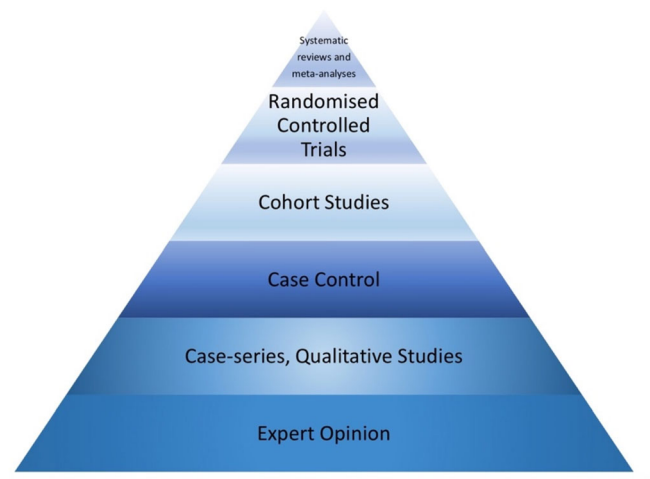 Systematic
reviews and
meta-analyses
Randomised
Controlled
Trials
Cohort Studies
Case Control
Case-series, Qualitative Studies
Expert Opinion